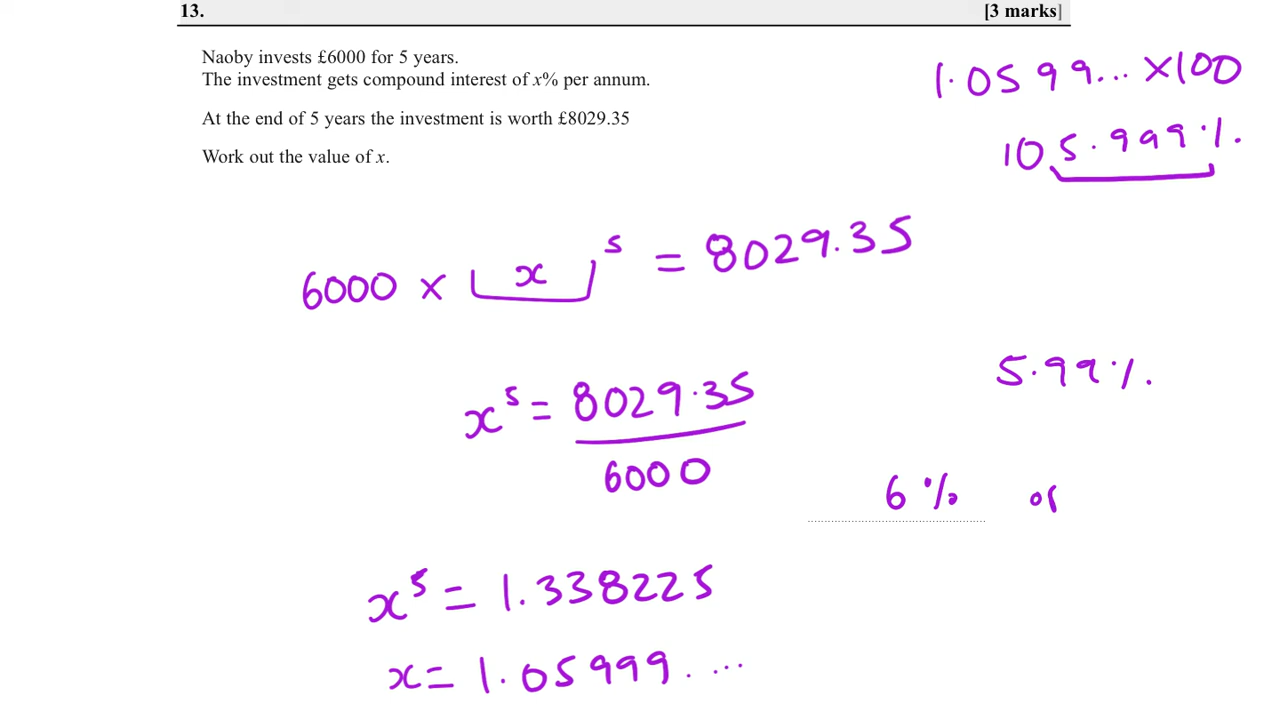 13. [3 marks]
Naoby invests £6000 for 5 years.
The investment gets compound interest of x% per annum.
At the end of 5 years the investment is worth £8029.35
Work out the value of x.
1.0599... ×100
105.999%.
6000 × x ⁵ = 8029.35
x⁵ = 8029.35
6000
5.99%.
6% or
x⁵ = 1.338225
x = 1.05999. ...